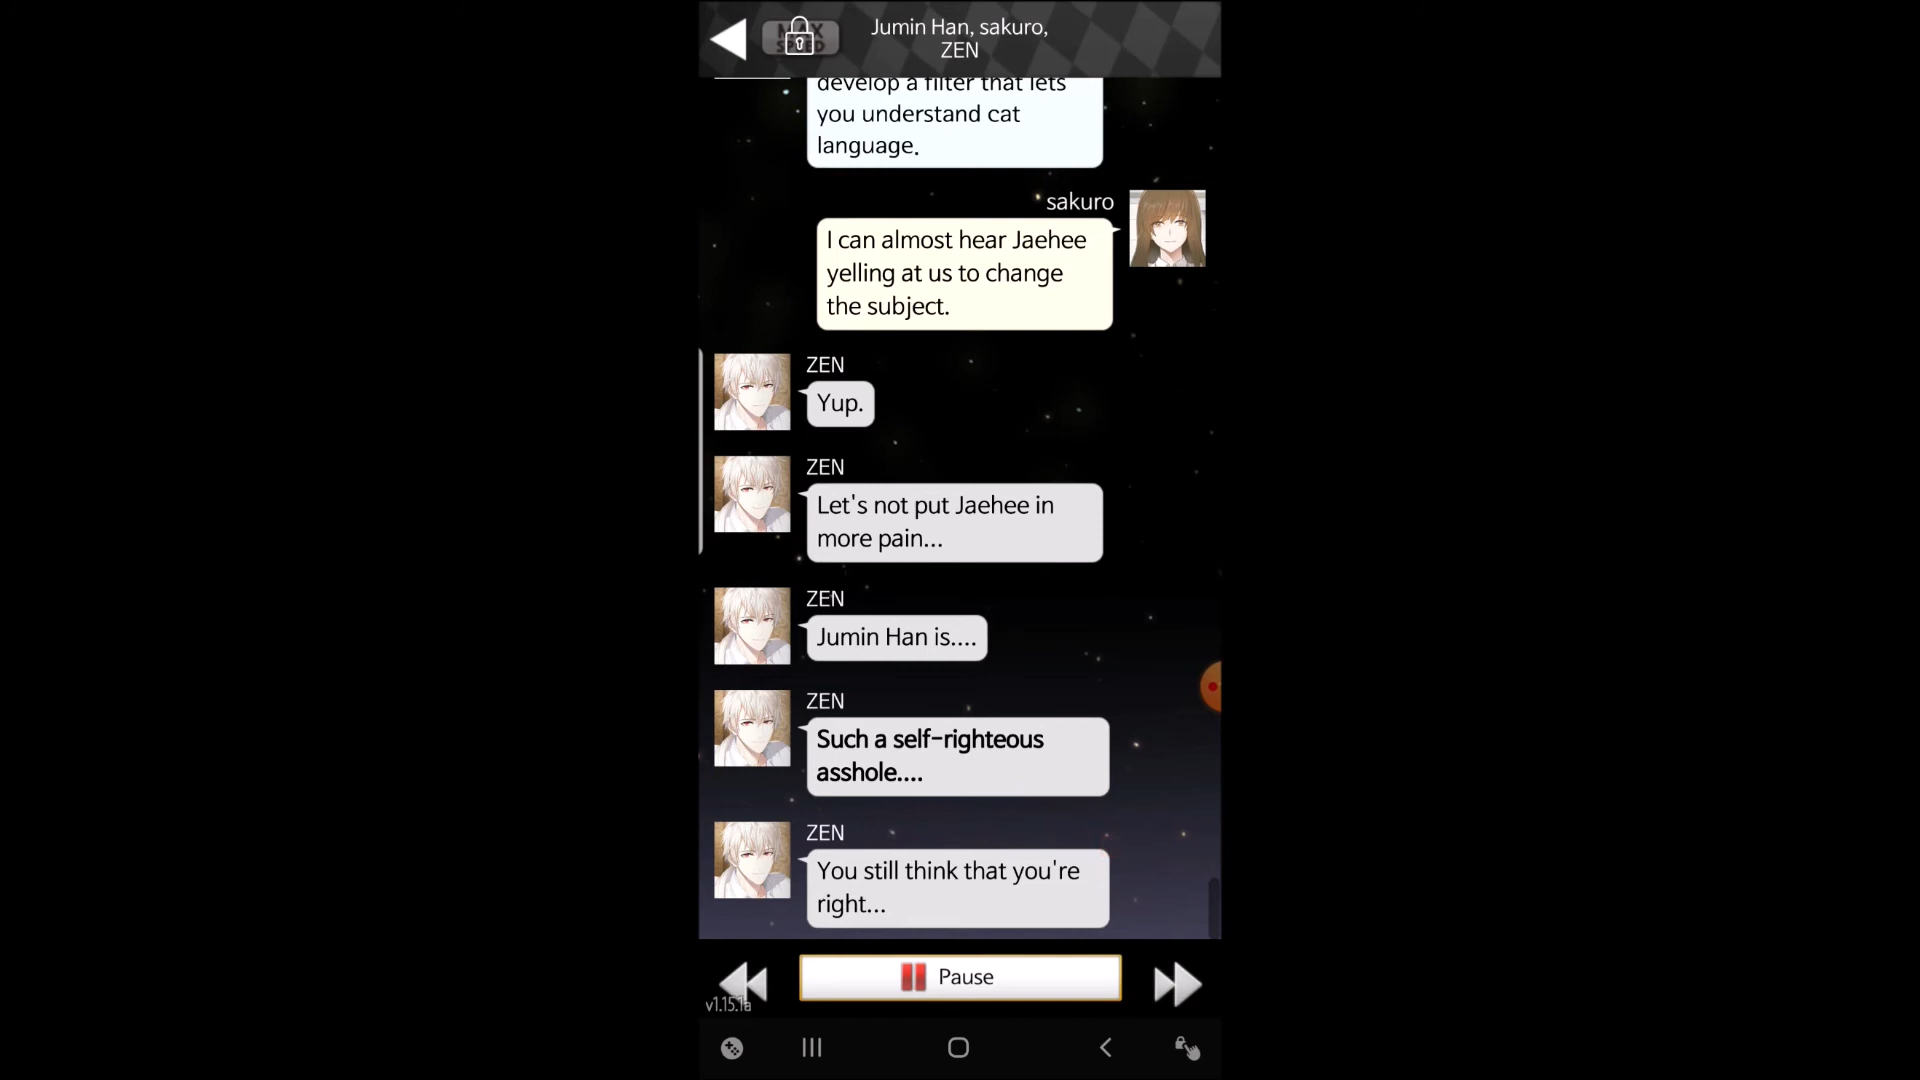 MAX
SPEED
Jumin Han, sakuro,
ZEN
develop a filter that lets
you understand cat
language.
sakuro
I can almost hear Jaehee
yelling at us to change
the subject.
ZEN
Yup.
ZEN
Let's not put Jaehee in
more pain...
ZEN
Jumin Han is....
ZEN
Such a self-righteous
asshole....
ZEN
You still think that you're
right...
Pause
v1.15.1a